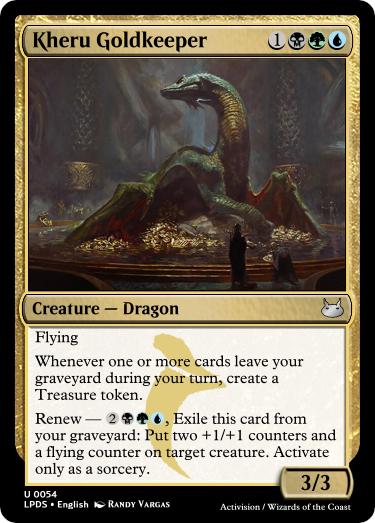 Kheru Goldkeeper 1
Creature — Dragon
Flying
Whenever one or more cards leave your
graveyard during your turn, create a
Treasure token.
Renew — 2, Exile this card from
your graveyard: Put two +1/+1 counters and
a flying counter on target creature. Activate
only as a sorcery.
3/3
U 0054
LPDS • English Randy Vargas
Activision / Wizards of the Coast